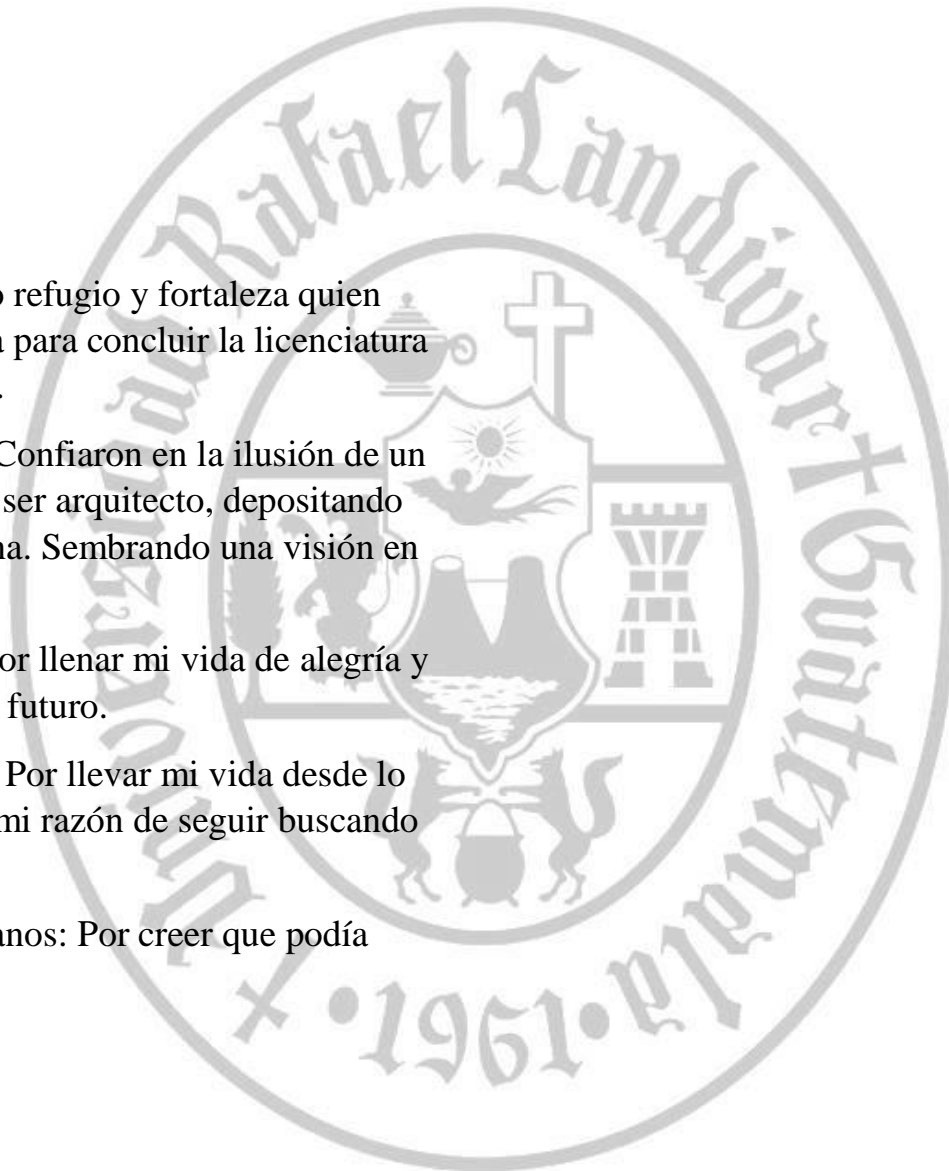 Universidad Rafael Landívar † Guatemala
• 1961 •
refugio y fortaleza quien
para concluir la licenciatura
Confiaron en la ilusión de un
ser arquitecto, depositando
Sembrando una visión en
llenar mi vida de alegría y
futuro.
Por llevar mi vida desde lo
mi razón de seguir buscando
anos: Por creer que podía